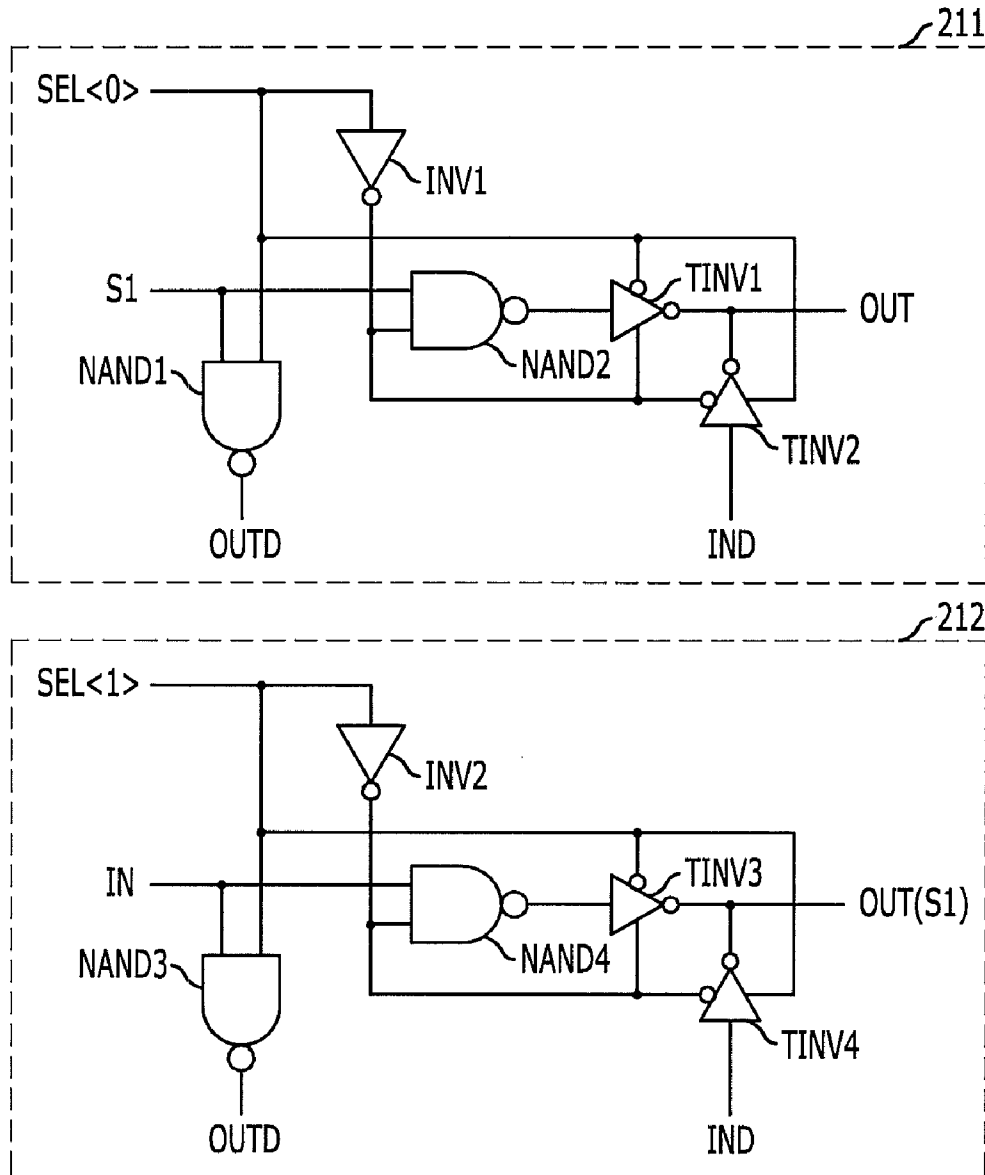 211
SEL<0>
INV1
S1
TINV1
OUT
NAND1
NAND2
TINV2
OUTD
IND
212
SEL<1>
INV2
IN
TINV3
OUT(S1)
NAND3
NAND4
TINV4
OUTD
IND